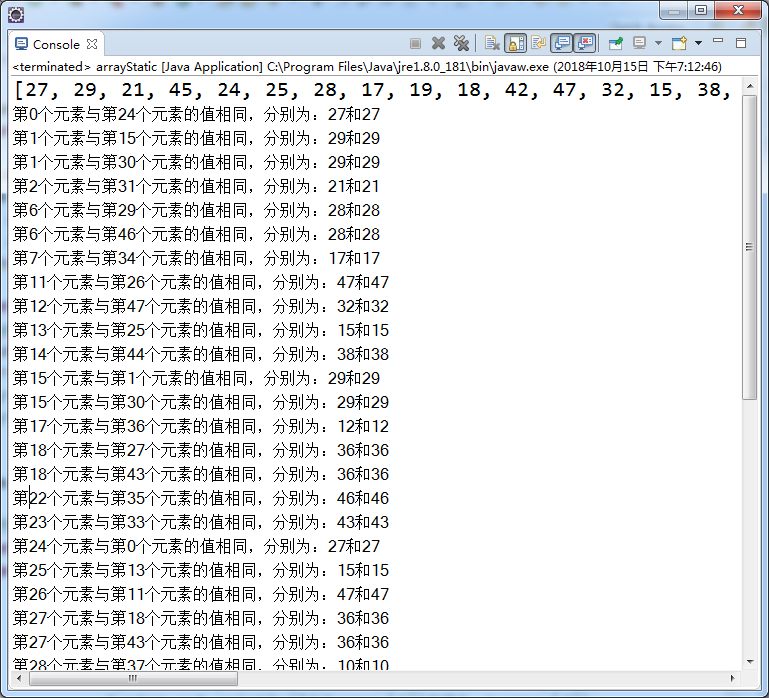 Console
<terminated> arrayStatic [Java Application] C:\Program Files\Java\jre1.8.0_181\bin\javaw.exe (2018年10月15日 下午7:12:46)
[27, 29, 21, 45, 24, 25, 28, 17, 19, 18, 42, 47, 32, 15, 38,
第0个元素与第24个元素的值相同，分别为：27和27
第1个元素与第15个元素的值相同，分别为：29和29
第1个元素与第30个元素的值相同，分别为：29和29
第2个元素与第31个元素的值相同，分别为：21和21
第6个元素与第29个元素的值相同，分别为：28和28
第6个元素与第46个元素的值相同，分别为：28和28
第7个元素与第34个元素的值相同，分别为：17和17
第11个元素与第26个元素的值相同，分别为：47和47
第12个元素与第47个元素的值相同，分别为：32和32
第13个元素与第25个元素的值相同，分别为：15和15
第14个元素与第44个元素的值相同，分别为：38和38
第15个元素与第1个元素的值相同，分别为：29和29
第15个元素与第30个元素的值相同，分别为：29和29
第17个元素与第36个元素的值相同，分别为：12和12
第18个元素与第27个元素的值相同，分别为：36和36
第18个元素与第43个元素的值相同，分别为：36和36
第22个元素与第35个元素的值相同，分别为：46和46
第23个元素与第33个元素的值相同，分别为：43和43
第24个元素与第0个元素的值相同，分别为：27和27
第25个元素与第13个元素的值相同，分别为：15和15
第26个元素与第11个元素的值相同，分别为：47和47
第27个元素与第18个元素的值相同，分别为：36和36
第27个元素与第43个元素的值相同，分别为：36和36
第28个元素与第37个元素的值相同，分别为：10和10